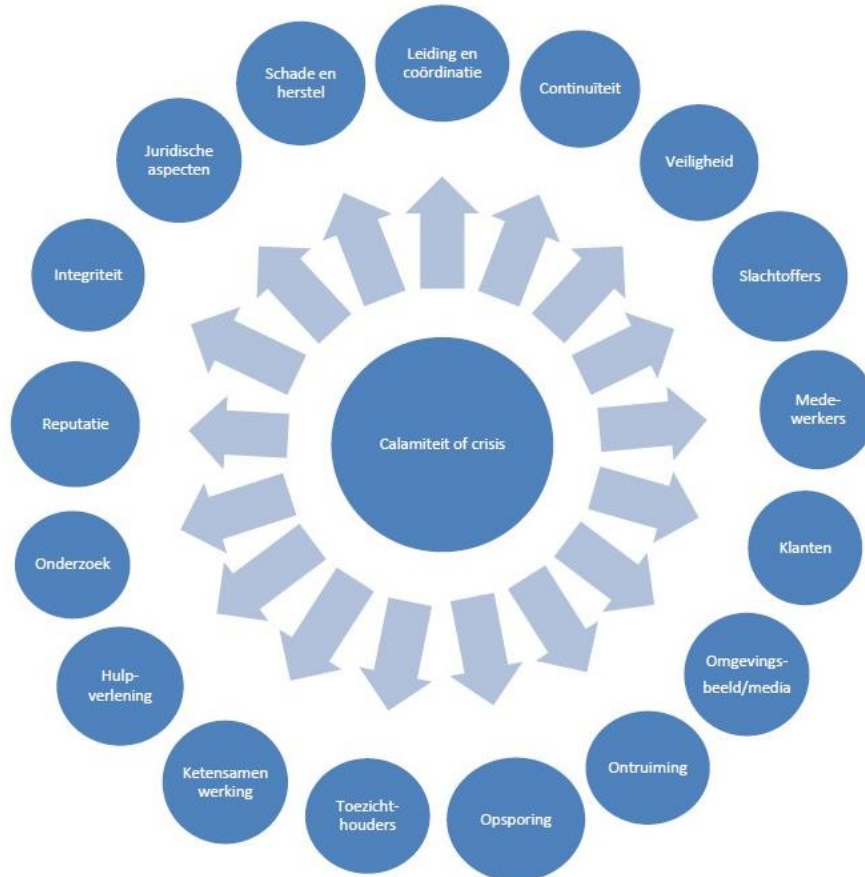 Leiding en
coördinatie
Continuïteit
Veiligheid
Slachtoffers
Mede-
werkers
Klanten
Omgevings-
beeld/media
Ontruiming
Opsporing
Toezicht-
houders
Ketensamen
werking
Hulp-
verlening
Onderzoek
Reputatie
Integriteit
Juridische
aspecten
Schade en
herstel
Calamiteit of crisis